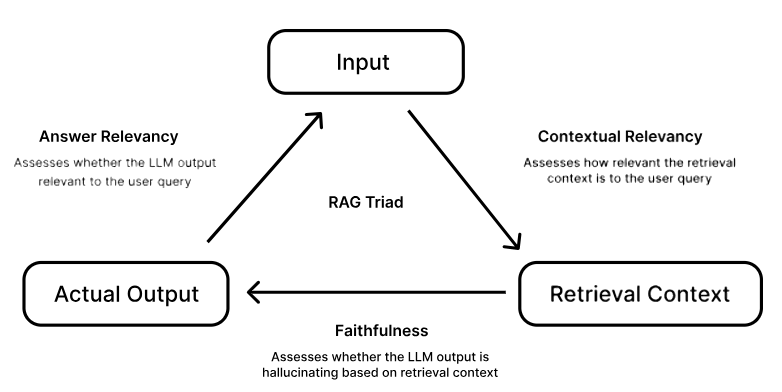 Input
Answer Relevancy
Assesses whether the LLM output
relevant to the user query
Contextual Relevancy
Assesses how relevant the retrieval
context is to the user query
RAG Triad
Actual Output
Retrieval Context
Faithfulness
Assesses whether the LLM output is
hallucinating based on retrieval context